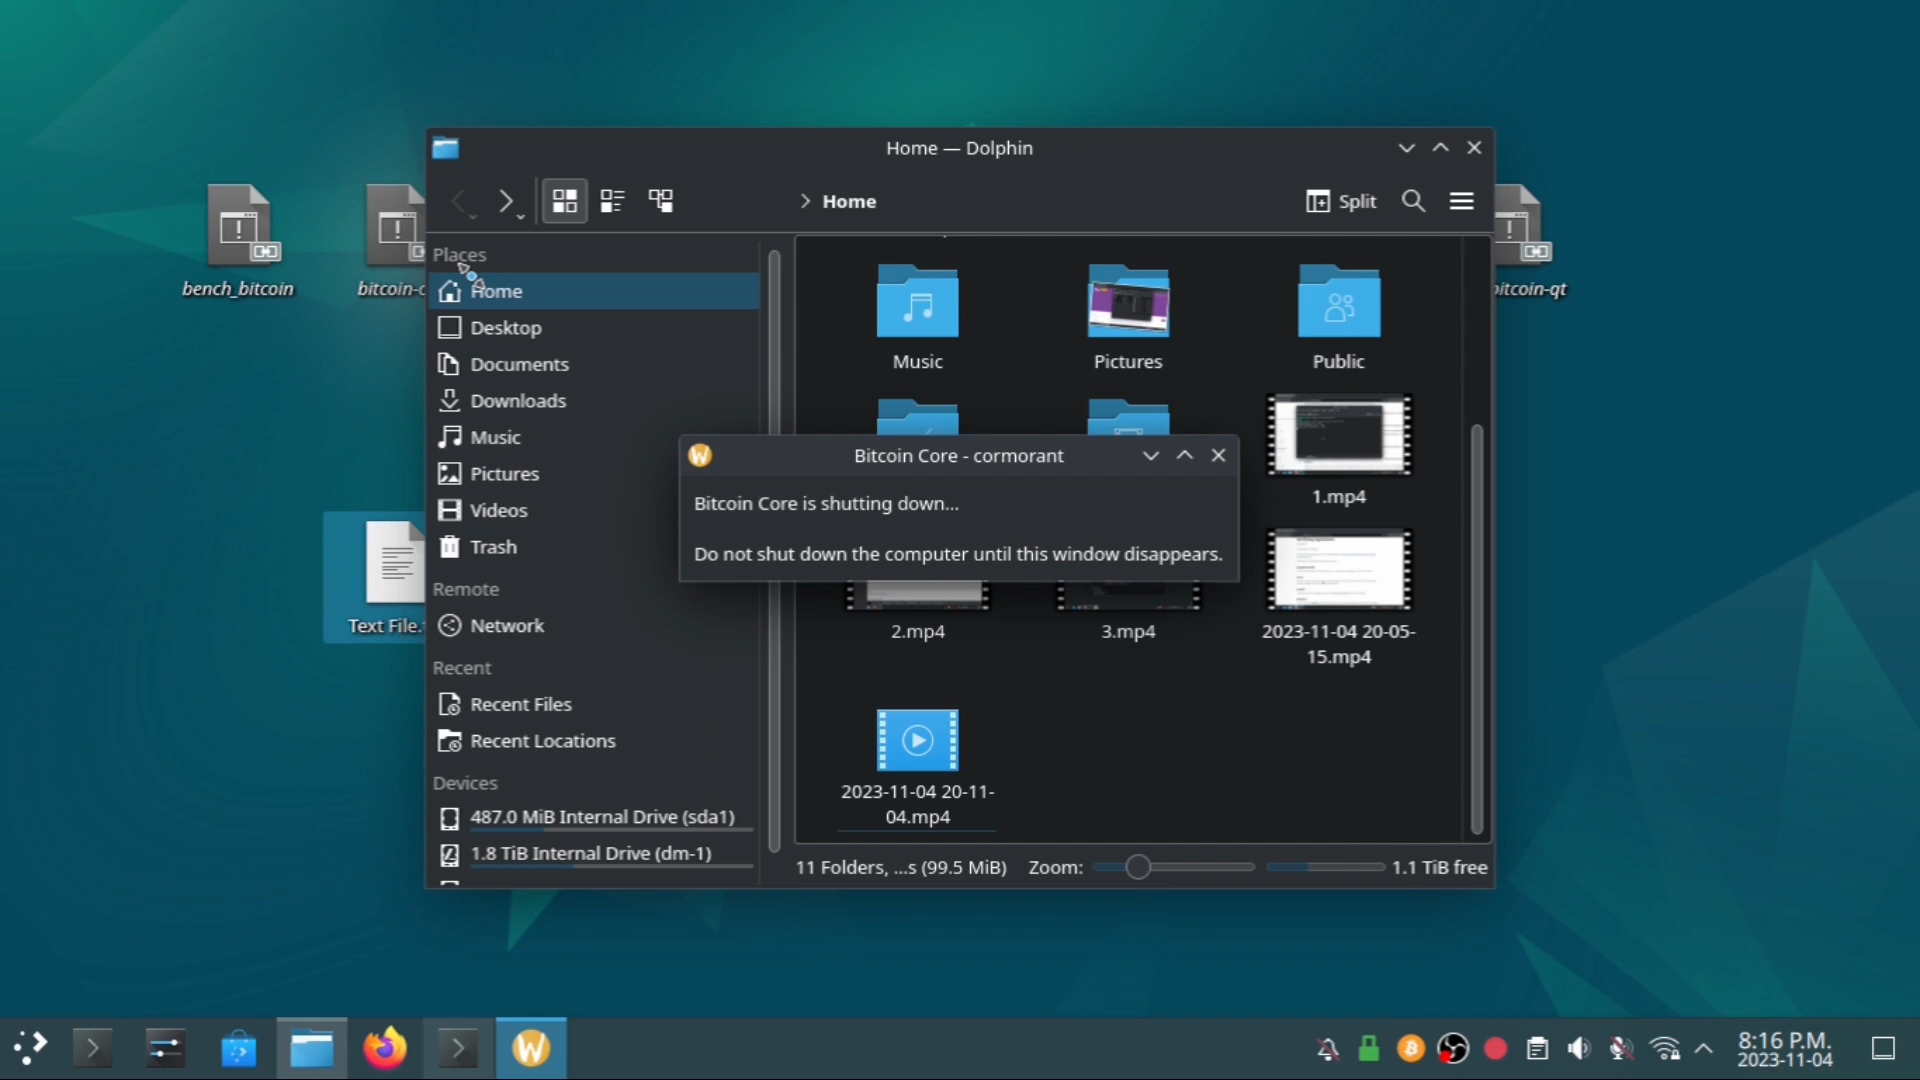 Home — Dolphin
Home
Split
bench_bitcoin
bitcoin-c
bitcoin-qt
Text File.
Places
Home
Desktop
Documents
Downloads
Music
Pictures
Videos
Trash
Remote
Network
Recent
Recent Files
Recent Locations
Devices
487.0 MiB Internal Drive (sda1)
1.8 TiB Internal Drive (dm-1)
Music
Pictures
Public
1.mp4
2.mp4
3.mp4
2023-11-04 20-05-
15.mp4
2023-11-04 20-11-
04.mp4
Bitcoin Core - cormorant
Bitcoin Core is shutting down...
Do not shut down the computer until this window disappears.
11 Folders, ...s (99.5 MiB)
Zoom:
1.1 TiB free
8:16 P.M.
2023-11-04